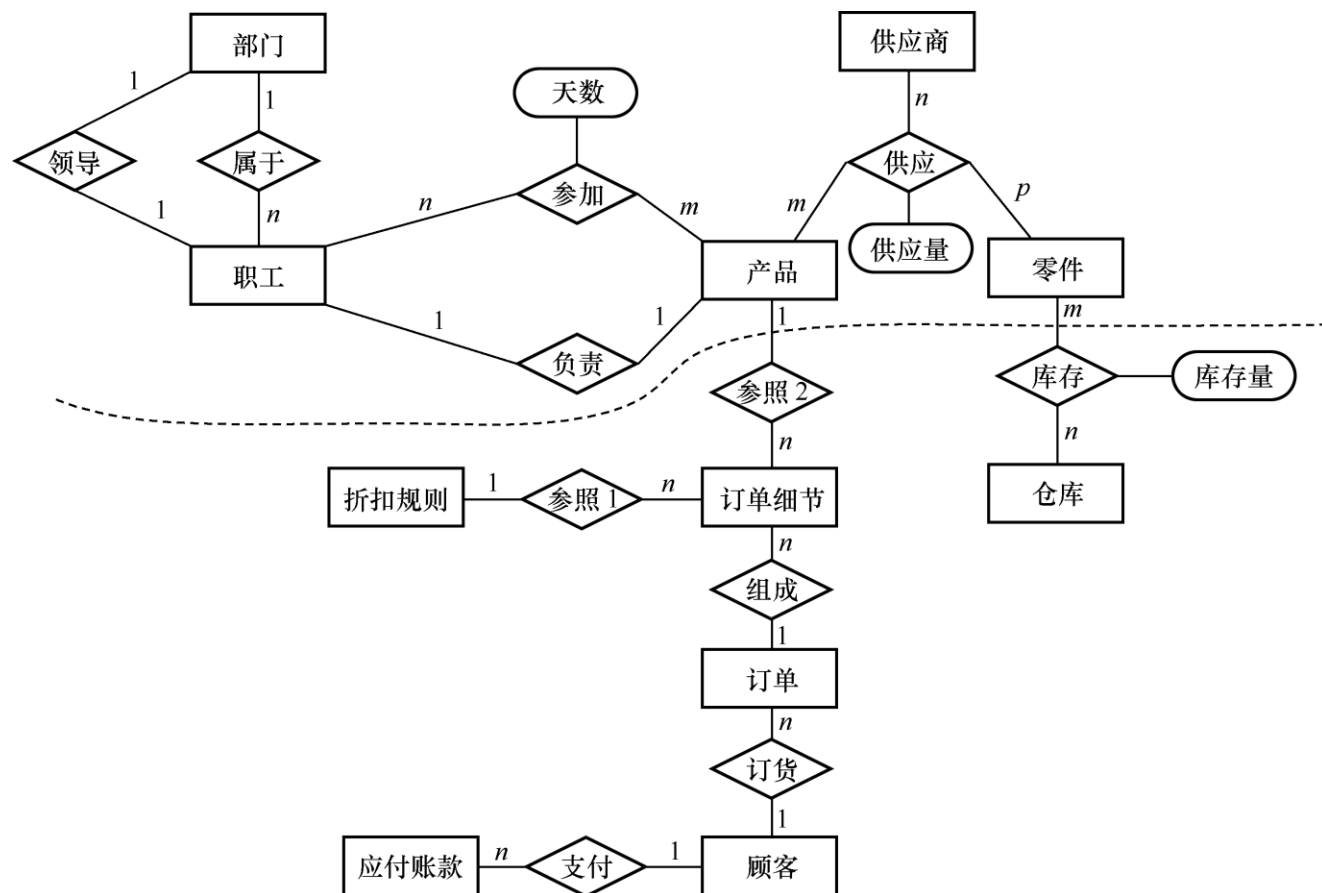 部门
供应商
1
1
天数
n
领导
属于
供应
参加
n
m
m
p
1
n
供应量
职工
产品
零件
1
1
1
m
负责
库存
库存量
参照 2
n
n
折扣规则
1
参照 1
n
订单细节
仓库
n
组成
1
订单
n
订货
1
应付账款
n
支付
1
顾客